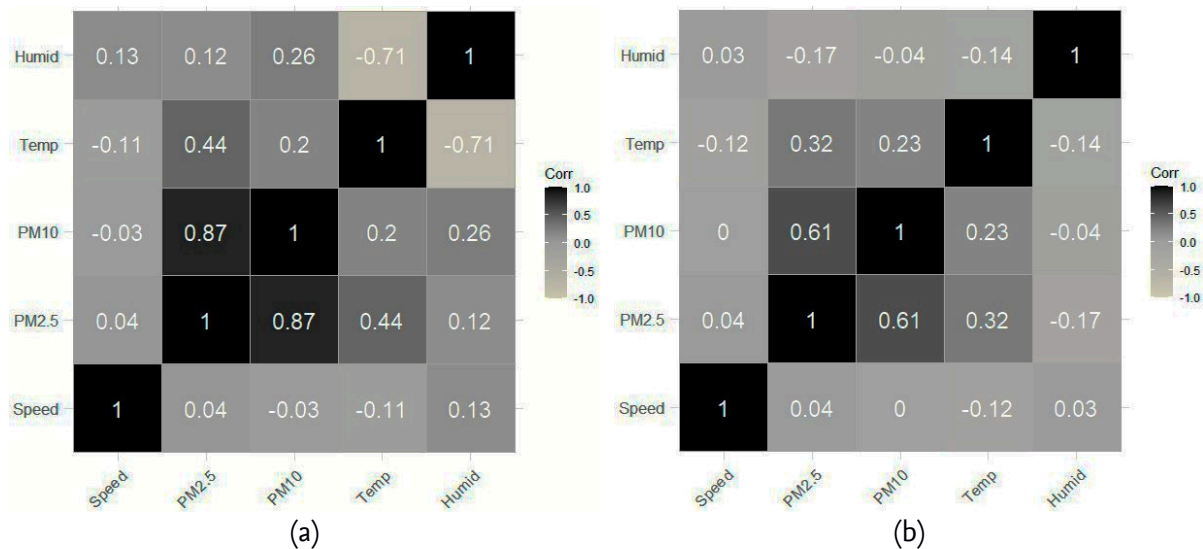 Humid 0.13 0.12 0.26 -0.71 1
Temp -0.11 0.44 0.2 1 -0.71
PM10 -0.03 0.87 1 0.2 0.26
PM2.5 0.04 1 0.87 0.44 0.12
Speed 1 0.04 -0.03 -0.11 0.13
Speed PM2.5 PM10 Temp Humid
Corr
1.0
0.5
0.0
-0.5
-1.0
(a)
Humid 0.03 -0.17 -0.04 -0.14 1
Temp -0.12 0.32 0.23 1 -0.14
PM10 0 0.61 1 0.23 -0.04
PM2.5 0.04 1 0.61 0.32 -0.17
Speed 1 0.04 0 -0.12 0.03
Speed PM2.5 PM10 Temp Humid
Corr
1.0
0.5
0.0
-0.5
-1.0
(b)